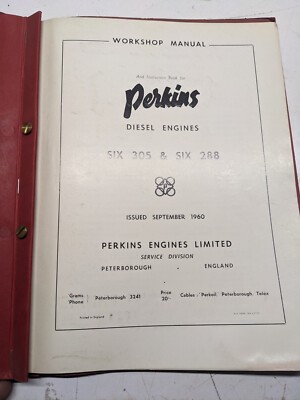 WORKSHOP MANUAL
And Instruction Book for
Perkins
DIESEL ENGINES
SIX 305 & SIX 288
P
ISSUED SEPTEMBER 1960
PERKINS ENGINES LIMITED
SERVICE DIVISION
PETERBOROUGH ENGLAND
'Grams Price
'Phone Peterborough 3241 20/- Cables: 'Perkoil' Peterborough Telex
Printed in England